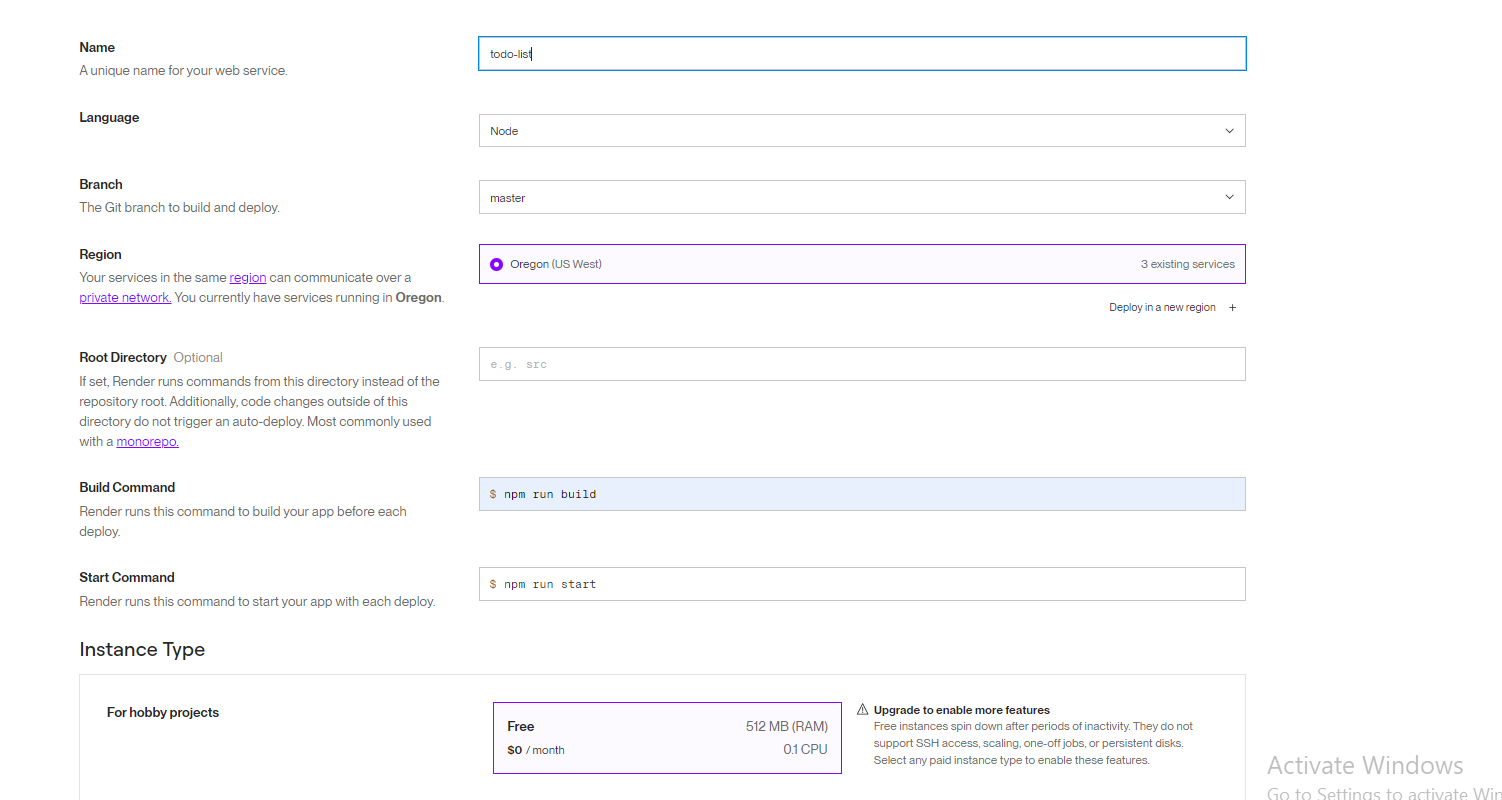 Name
todo-list
A unique name for your web service.
Language
Node
Branch
master
The Git branch to build and deploy.
Region
Oregon (US West)
3 existing services
Your services in the same region can communicate over a
private network. You currently have services running in Oregon.
Deploy in a new region +
Root Directory Optional
e.g. src
If set, Render runs commands from this directory instead of the
repository root. Additionally, code changes outside of this
directory do not trigger an auto-deploy. Most commonly used
with a monorepo.
Build Command
$ npm run build
Render runs this command to build your app before each
deploy.
Start Command
$ npm run start
Render runs this command to start your app with each deploy.
Instance Type
For hobby projects
Free
512 MB (RAM)
$0 / month
0.1 CPU
Upgrade to enable more features
Free instances spin down after periods of inactivity. They do not
support SSH access, scaling, one-off jobs, or persistent disks.
Select any paid instance type to enable these features.
Activate Windows
Go to Settings to activate Win